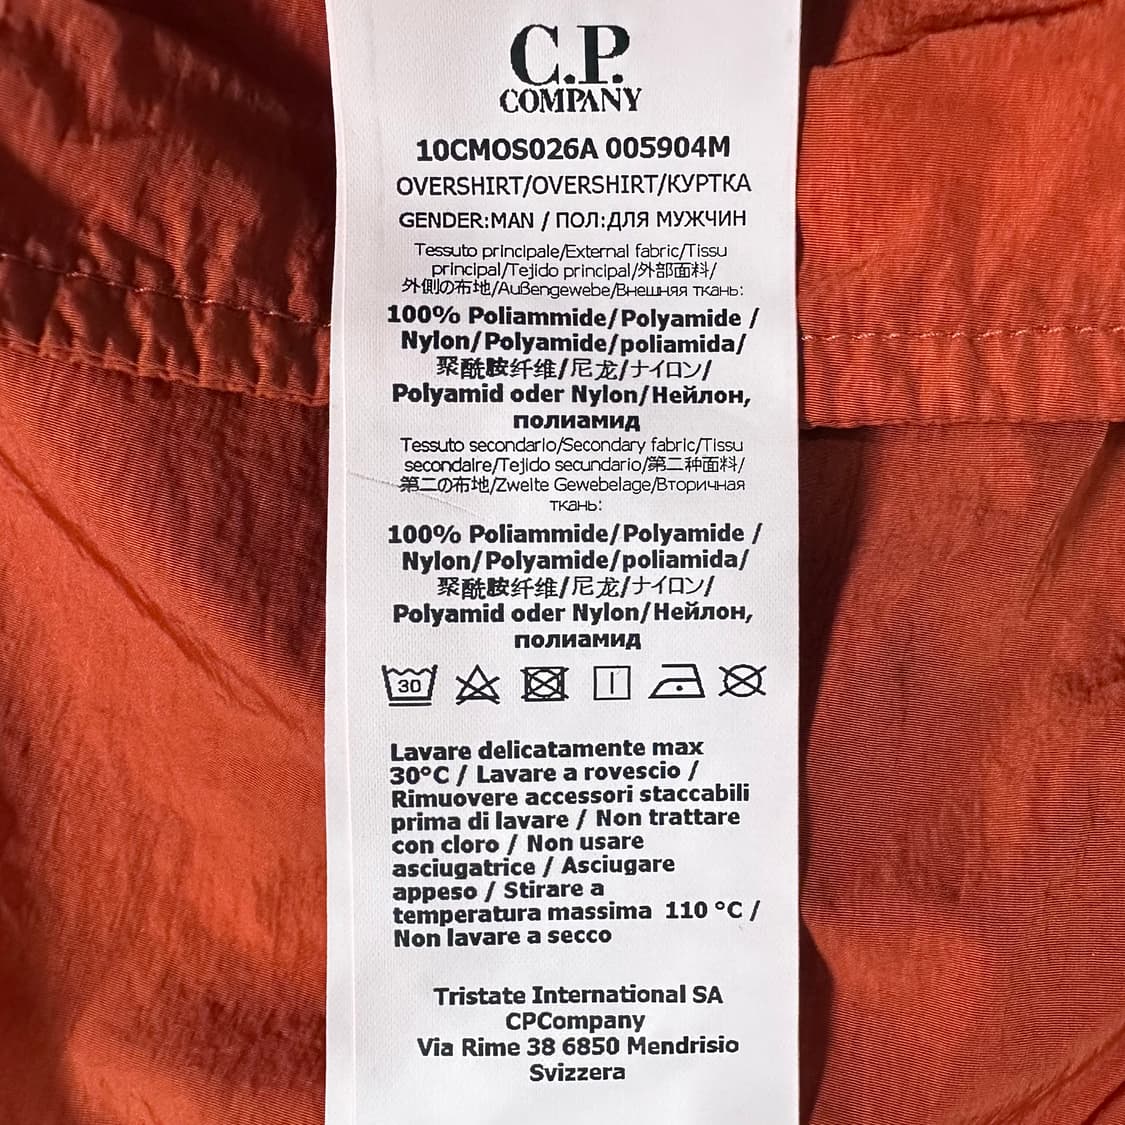 C.P.
COMPANY
10CMOS026A 005904M
OVERSHIRT/OVERSHIRT/КУРТКА
GENDER:MAN / ПОЛ:ДЛЯ МУЖЧИН
Tessuto principale/External fabric/Tissu
principal/Tejido principal/外部面料/
外側の布地/Außengewebe/Внешняя ткань:
100% Poliammide/Polyamide /
Nylon/Polyamide/poliamida/
聚酰胺纤维/尼龙/ナイロン/
Polyamid oder Nylon/Нейлон,
полиамид
Tessuto secondario/Secondary fabric/Tissu
secondaire/Tejido secundario/第二种面料/
第二の布地/Zweite Gewebelage/Вторичная
ткань:
100% Poliammide/Polyamide /
Nylon/Polyamide/poliamida/
聚酰胺纤维/尼龙/ナイロン/
Polyamid oder Nylon/Нейлон,
полиамид
30
Lavare delicatamente max
30°C / Lavare a rovescio /
Rimuovere accessori staccabili
prima di lavare / Non trattare
con cloro / Non usare
asciugatrice / Asciugare
appeso / Stirare a
temperatura massima 110 °C /
Non lavare a secco
Tristate International SA
CPCompany
Via Rime 38 6850 Mendrisio
Svizzera